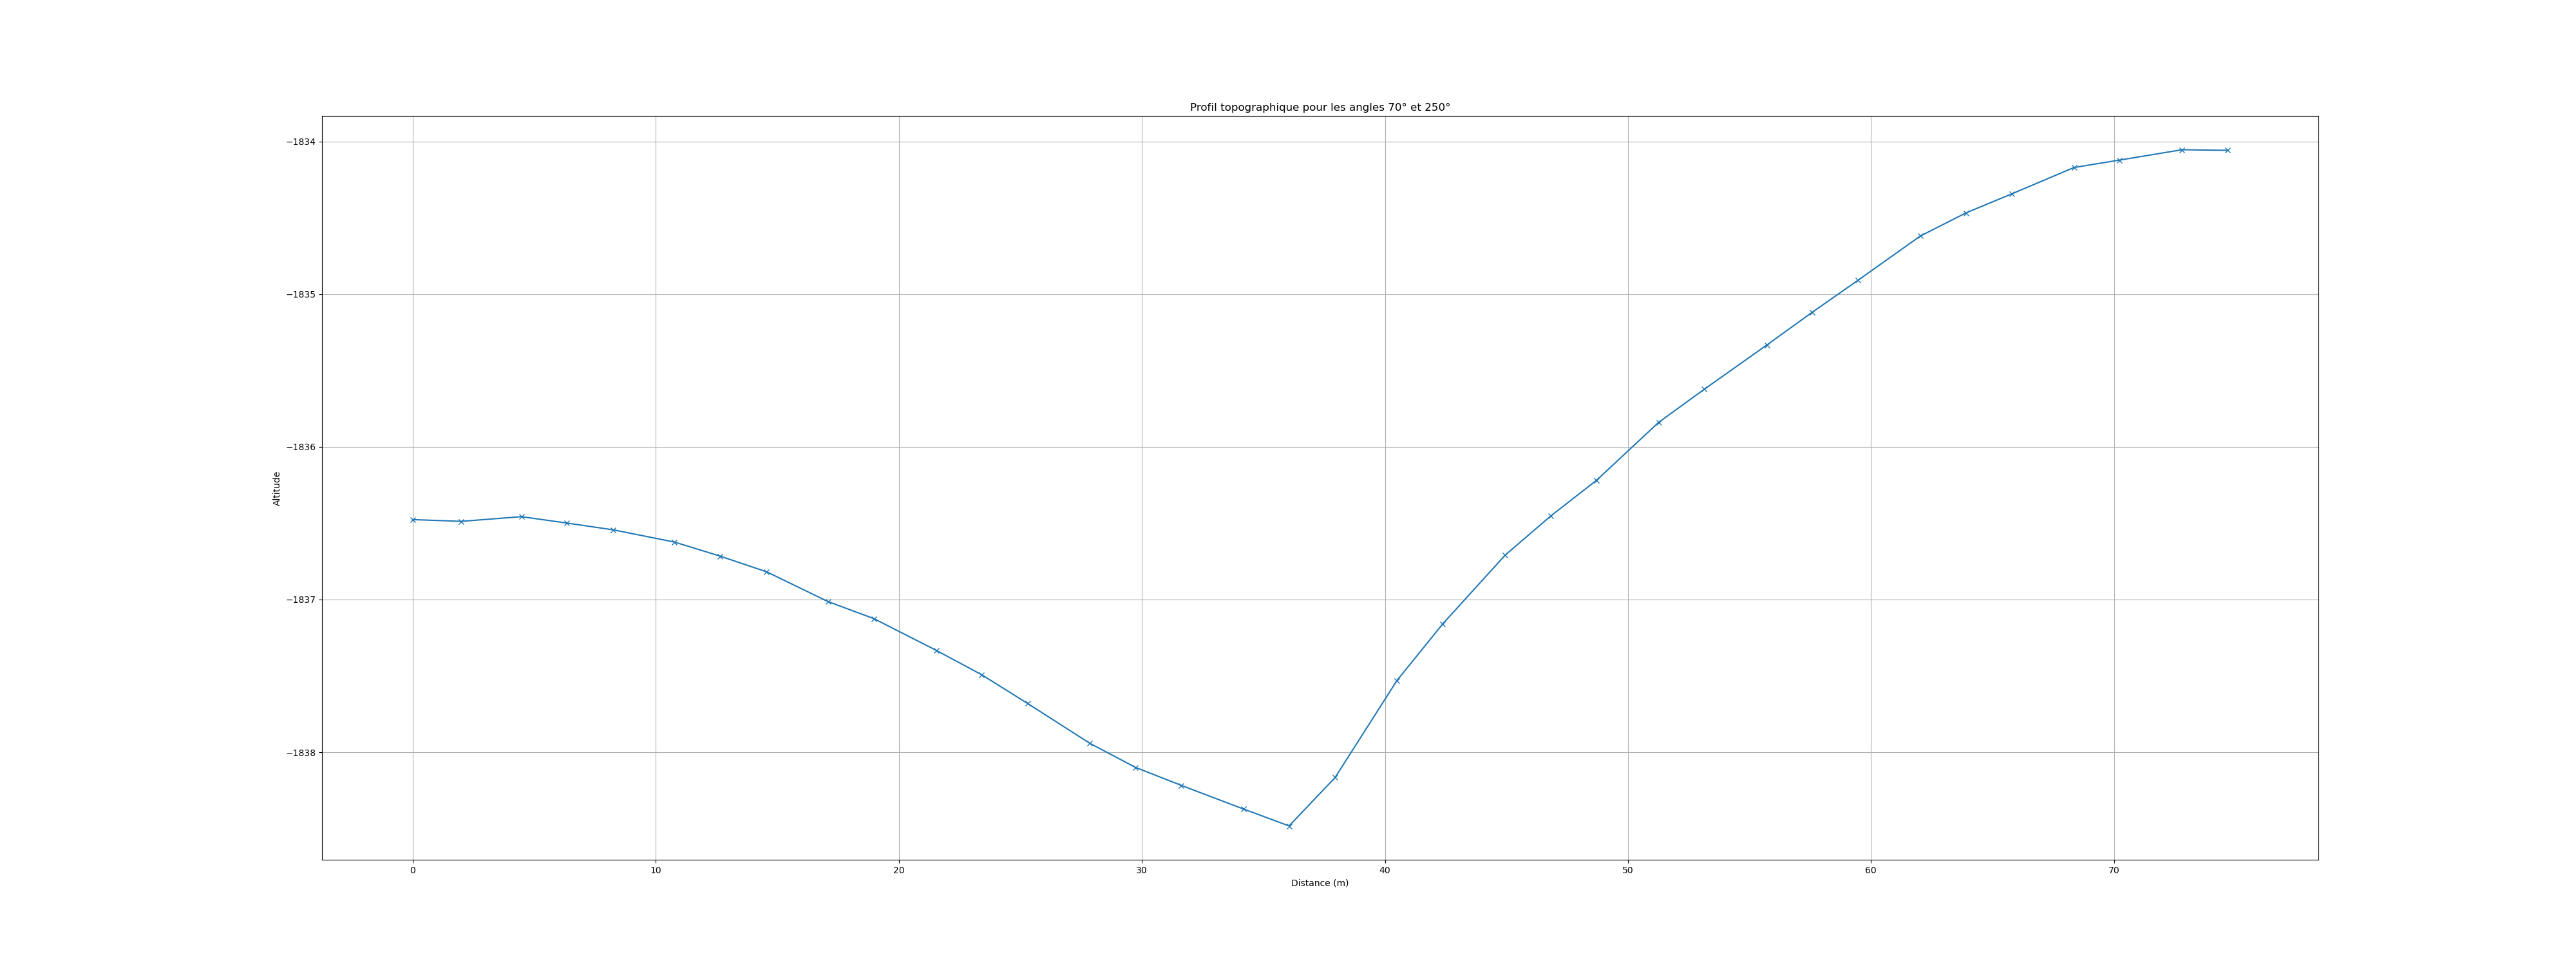 Profil topographique pour les angles 70° et 250°
−1834
−1835
−1836
−1837
−1838
Altitude
0 10 20 30 40 50 60 70
Distance (m)